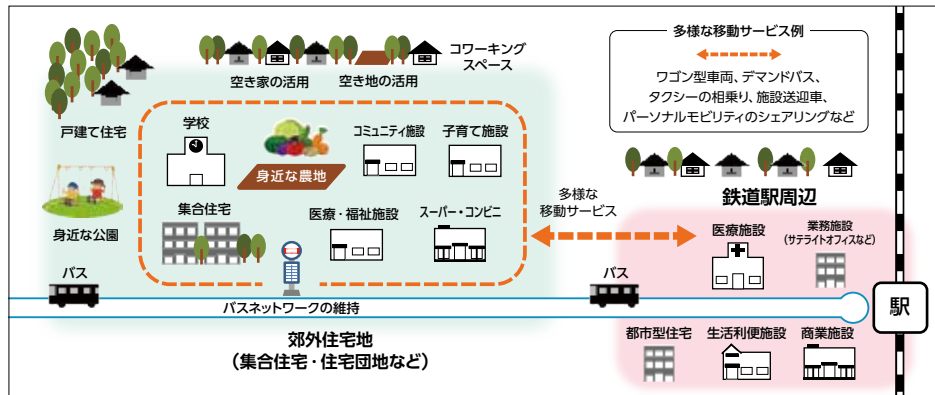 戸建て住宅
空き家の活用
空き地の活用
コワーキング
スペース
学校
身近な農地
コミュニティ施設
子育て施設
集合住宅
医療・福祉施設
スーパー・コンビニ
身近な公園
バス
バスネットワークの維持
郊外住宅地
(集合住宅・住宅団地など)
多様な
移動サービス
多様な移動サービス例
ワゴン型車両、デマンドバス、
タクシーの相乗り、施設送迎車、
パーソナルモビリティのシェアリングなど
鉄道駅周辺
医療施設
業務施設
(サテライトオフィスなど)
バス
駅
都市型住宅
生活利便施設
商業施設